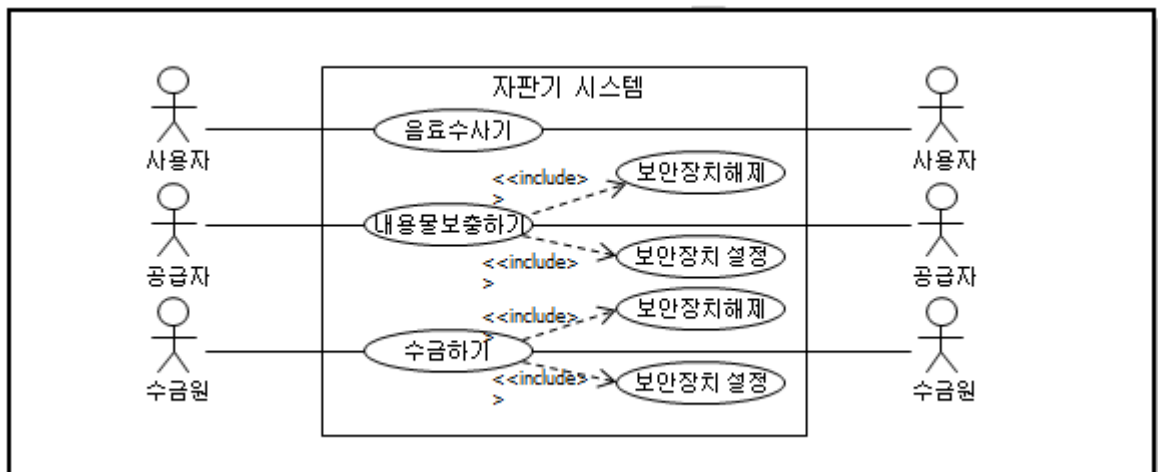 자판기 시스템
음료수사기
사용자
사용자
<<include>
>
보안장치해제
내용물보충하기
<<include>
>
보안장치 설정
공급자
공급자
<<include>
>
보안장치해제
수금하기
<<include>
>
보안장치 설정
수금원
수금원